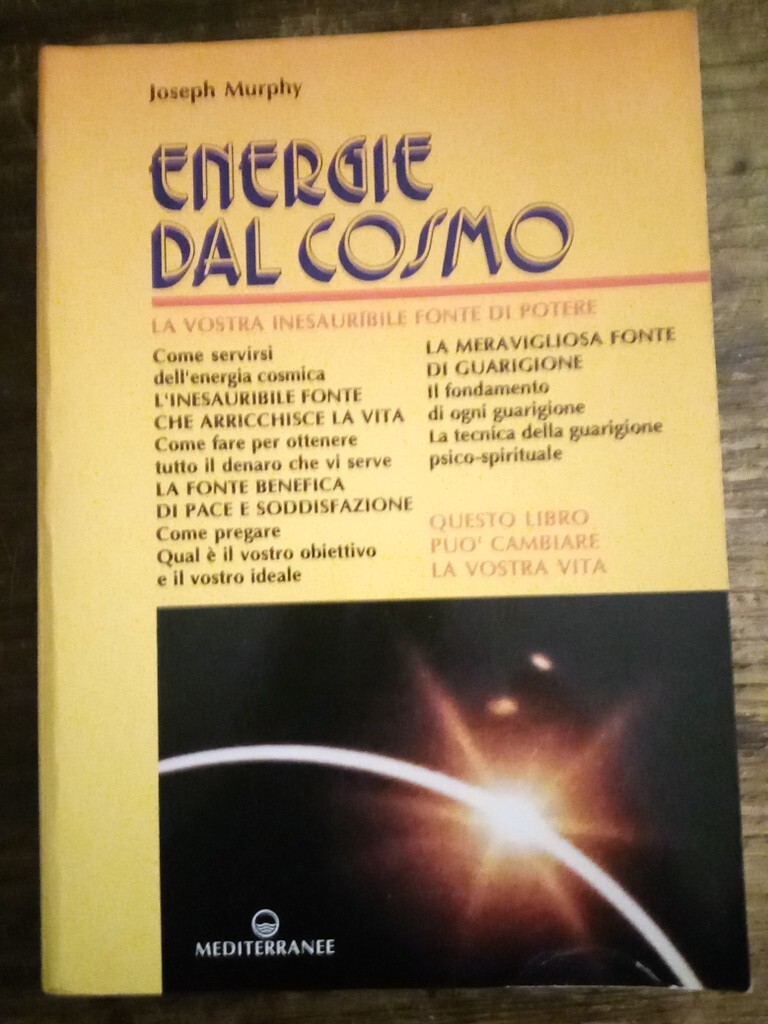 Joseph Murphy
ENERGIE
DAL COSMO
LA VOSTRA INESAURIBILE FONTE DI POTERE
Come servirsi
dell'energia cosmica
L'INESAURIBILE FONTE
CHE ARRICCHISCE LA VITA
Come fare per ottenere
tutto il denaro che vi serve
LA FONTE BENEFICA
DI PACE E SODDISFAZIONE
Come pregare
Qual è il vostro obiettivo
e il vostro ideale
LA MERAVIGLIOSA FONTE
DI GUARIGIONE
Il fondamento
di ogni guarigione
La tecnica della guarigione
psico-spirituale
QUESTO LIBRO
PUO' CAMBIARE
LA VOSTRA VITA
MEDITERRANEE